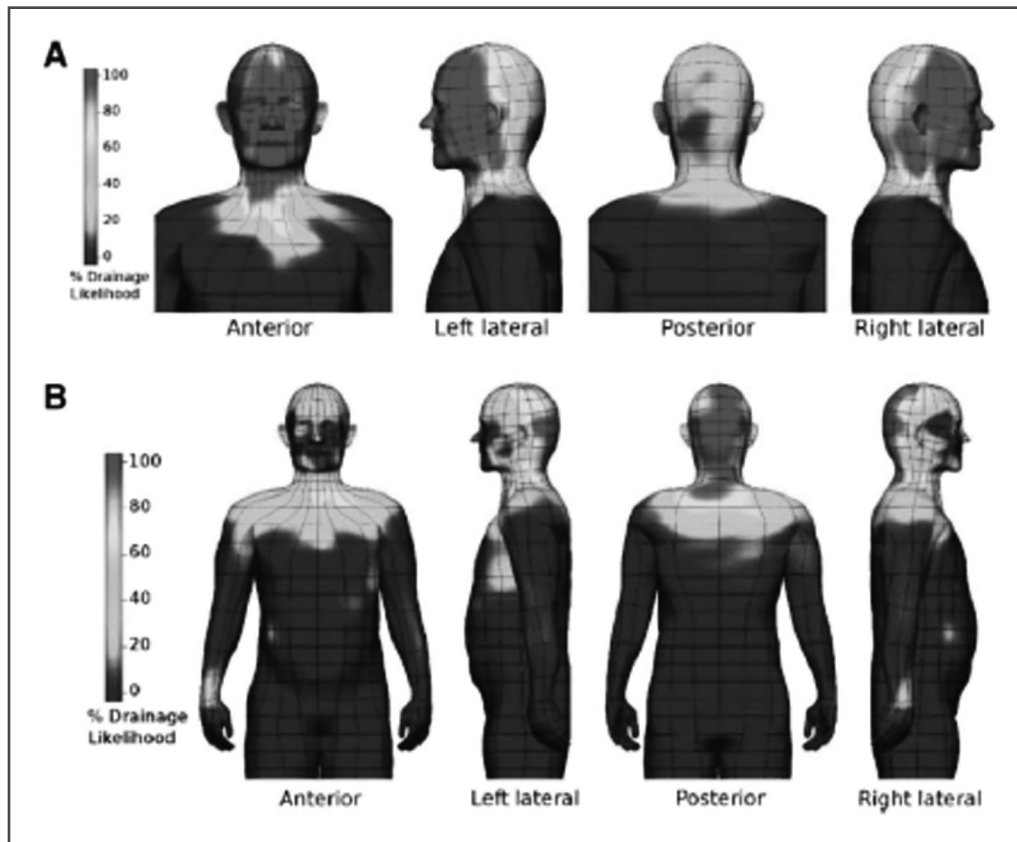 A
100
80
60
40
20
0
% Drainage
Likelihood
Anterior
Left lateral
Posterior
Right lateral
B
100
80
60
40
20
0
% Drainage
Likelihood
Anterior
Left lateral
Posterior
Right lateral